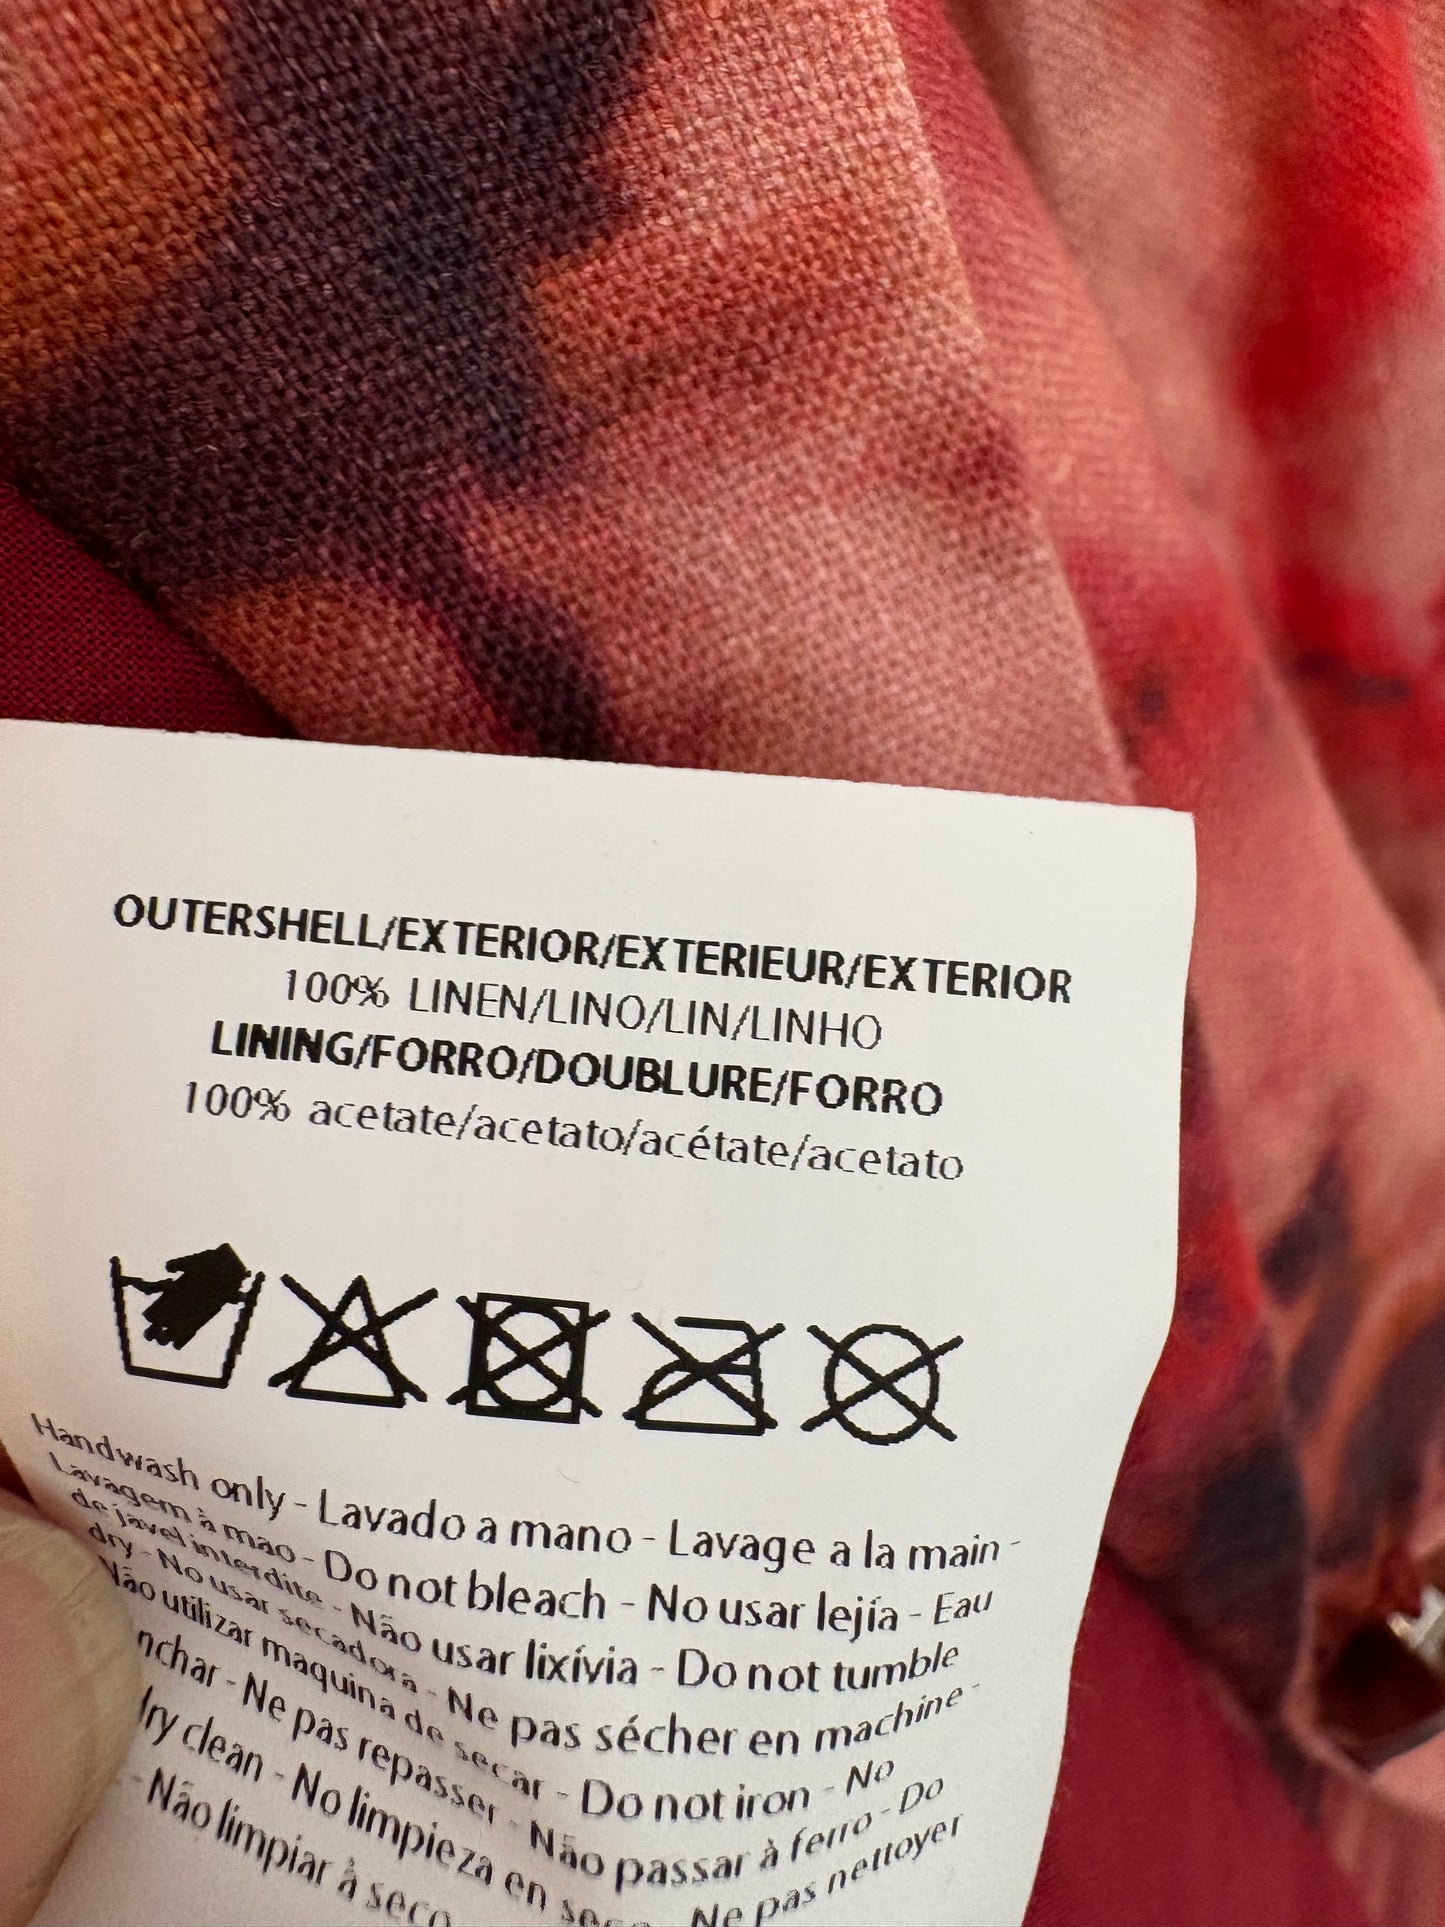 OUTERSHELL/EXTERIOR/EXTERIEUR/EXTERIOR
100% LINEN/LINO/LIN/LINHO
LINING/FORRO/DOUBLURE/FORRO
100% acetate/acetato/acétate/acetato
Handwash only - Lavado a mano - Lavage a la main -
Lavagem à mao - Do not bleach - No usar lejía - Eau
de javel interdite - Não usar lixívia - Do not tumble
dry - No usar secadora - Ne pas sécher en machine -
Não utilizar maquina de secar - Do not iron - No
nchar - Ne pas repasser - Não passar à ferro - Do
dry clean - No limpieza en seco Ne pas nettoyer
- Não limpiar à seco